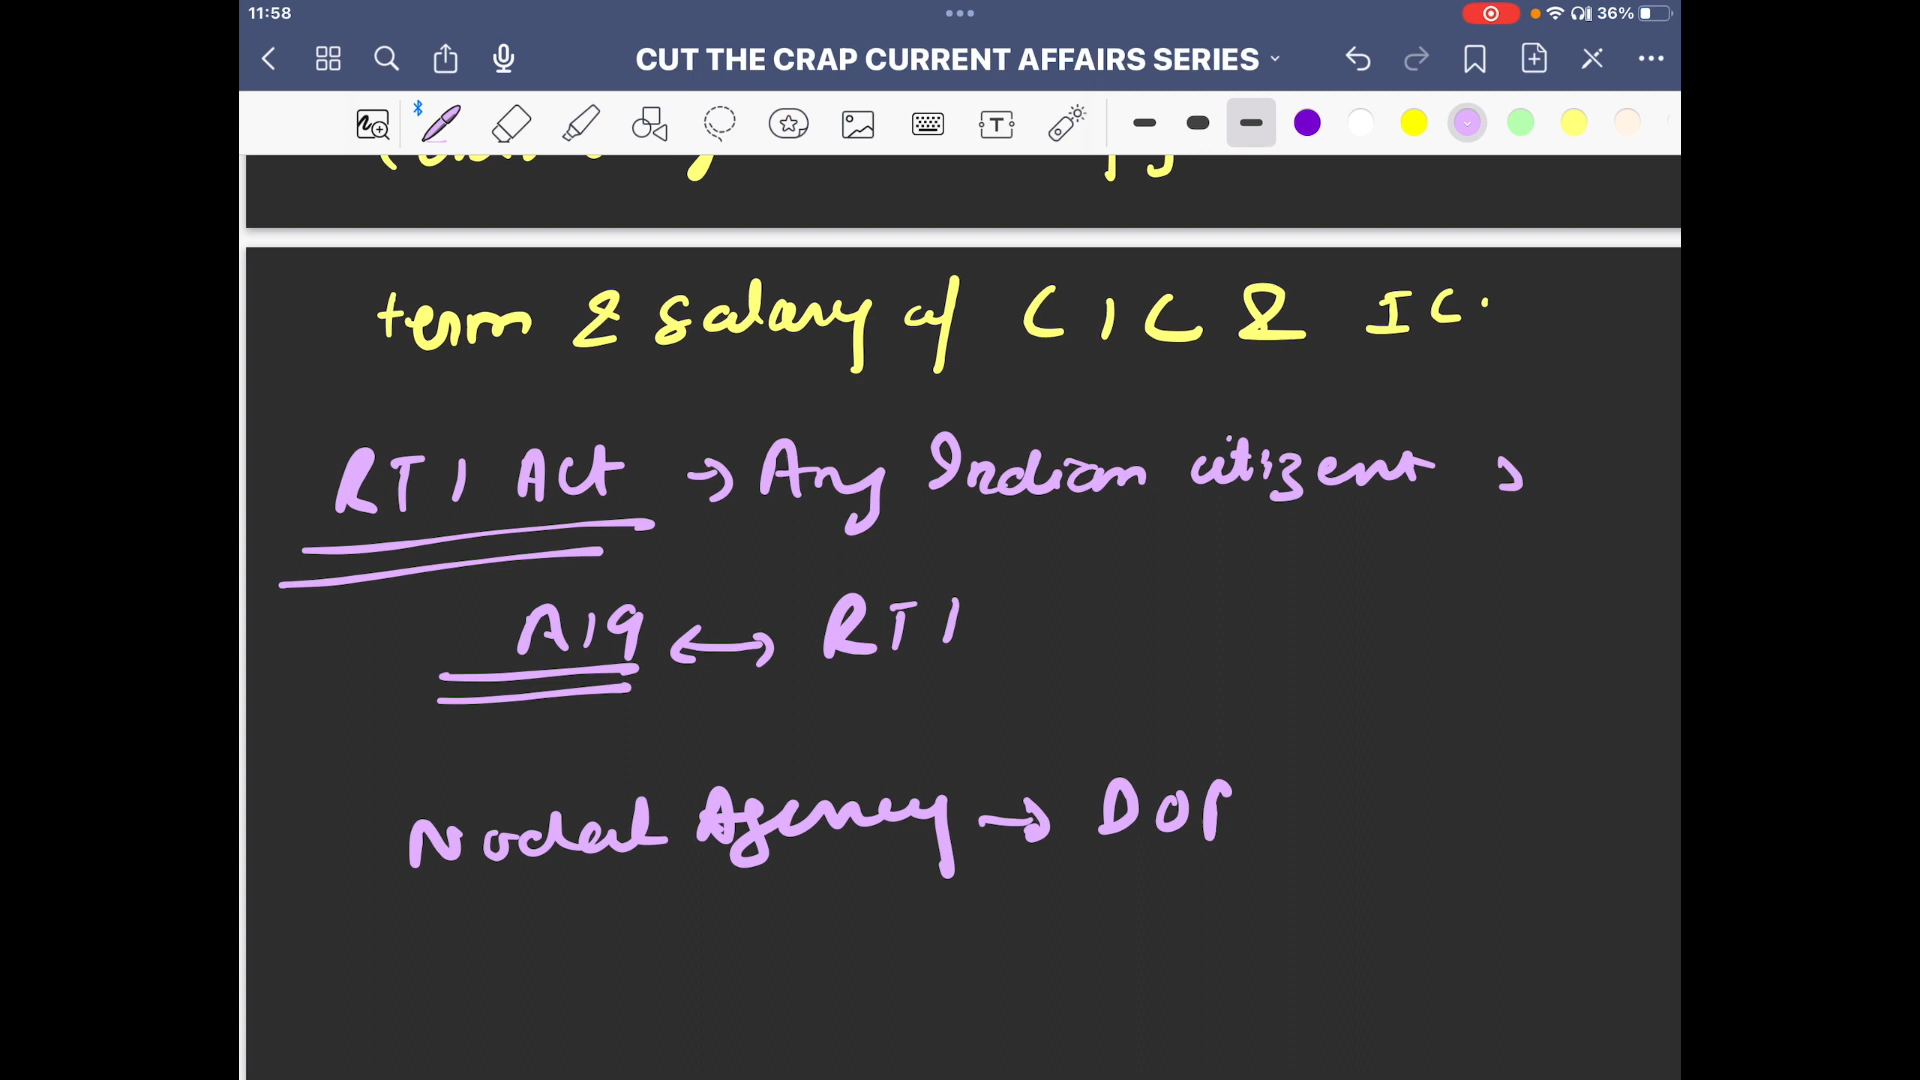 11:58
36%
CUT THE CRAP CURRENT AFFAIRS SERIES
term & salary of CIC & IC.
RTI Act → Any Indian citizent
A19 ↔ RTI
Nodal Agency → DOP